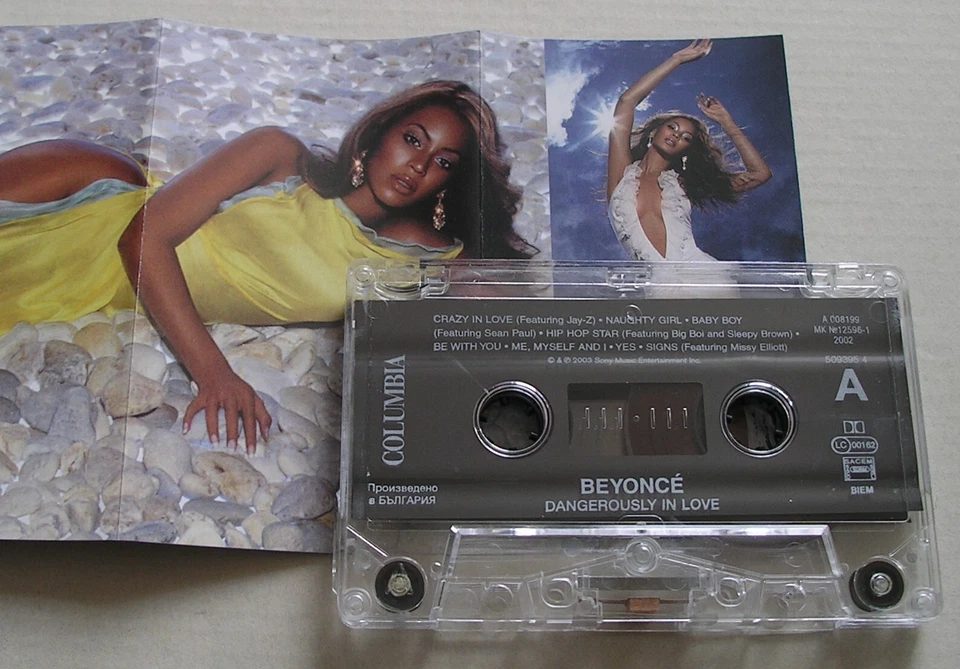 CRAZY IN LOVE (Featuring Jay-Z) • NAUGHTY GIRL • BABY BOY
(Featuring Sean Paul) • HIP HOP STAR (Featuring Big Boi and Sleepy Brown) •
BE WITH YOU • ME, MYSELF AND I • YES • SIGNS (Featuring Missy Elliott)
© & ℗ 2003 Sony Music Entertainment Inc.
A 008199
MK №12596-1
2002
509395 4
A
COLUMBIA
LC 00162
SACEM
BIEM
Произведено
в БЪЛГАРИЯ
BEYONCÉ
DANGEROUSLY IN LOVE